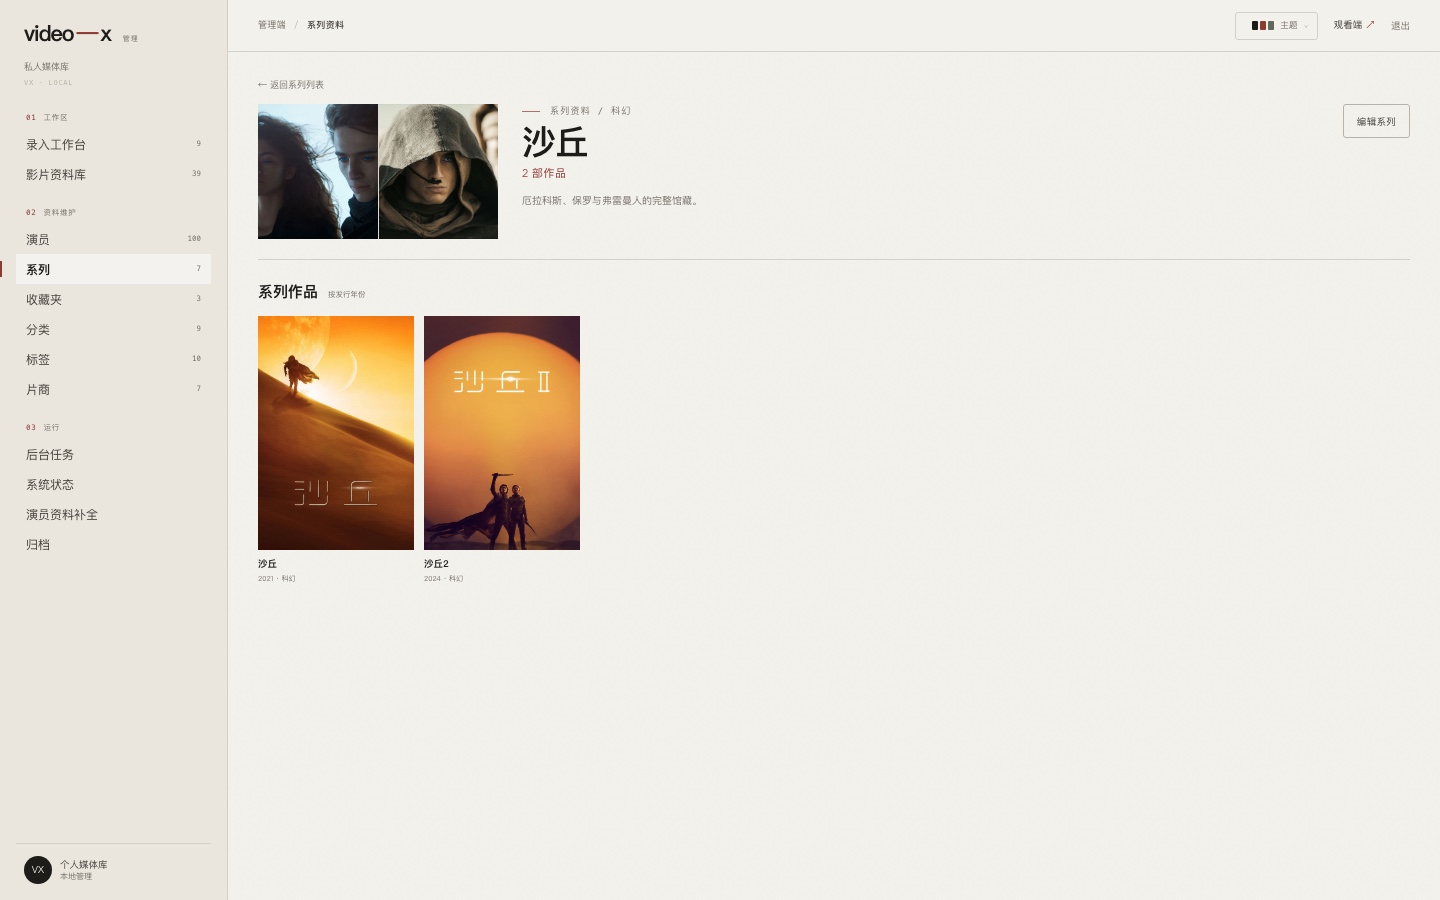 video—x 管理
私人媒体库
VX · LOCAL
01 工作区
录入工作台 9
影片资料库 39
02 资料维护
演员 100
系列 7
收藏夹 3
分类 9
标签 10
片商 7
03 运行
后台任务
系统状态
演员资料补全
归档
VX
个人媒体库
本地管理
管理端 / 系列资料
主题
观看端 ↗
退出
← 返回系列列表
系列资料 / 科幻
沙丘
2 部作品
厄拉科斯、保罗与弗雷曼人的完整馆藏。
编辑系列
系列作品 按发行年份
沙丘
沙丘 II
沙丘
2021 · 科幻
沙丘2
2024 · 科幻